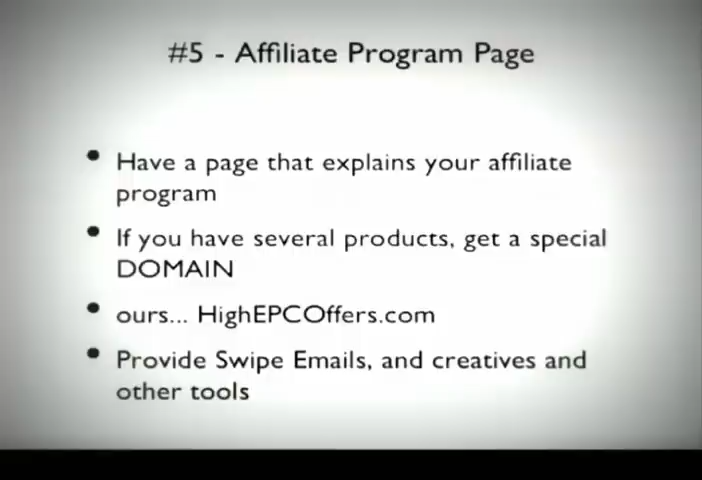 #5 - Affiliate Program Page
• Have a page that explains your affiliate
program
• If you have several products, get a special
DOMAIN
• ours... HighEPCOffers.com
• Provide Swipe Emails, and creatives and
other tools